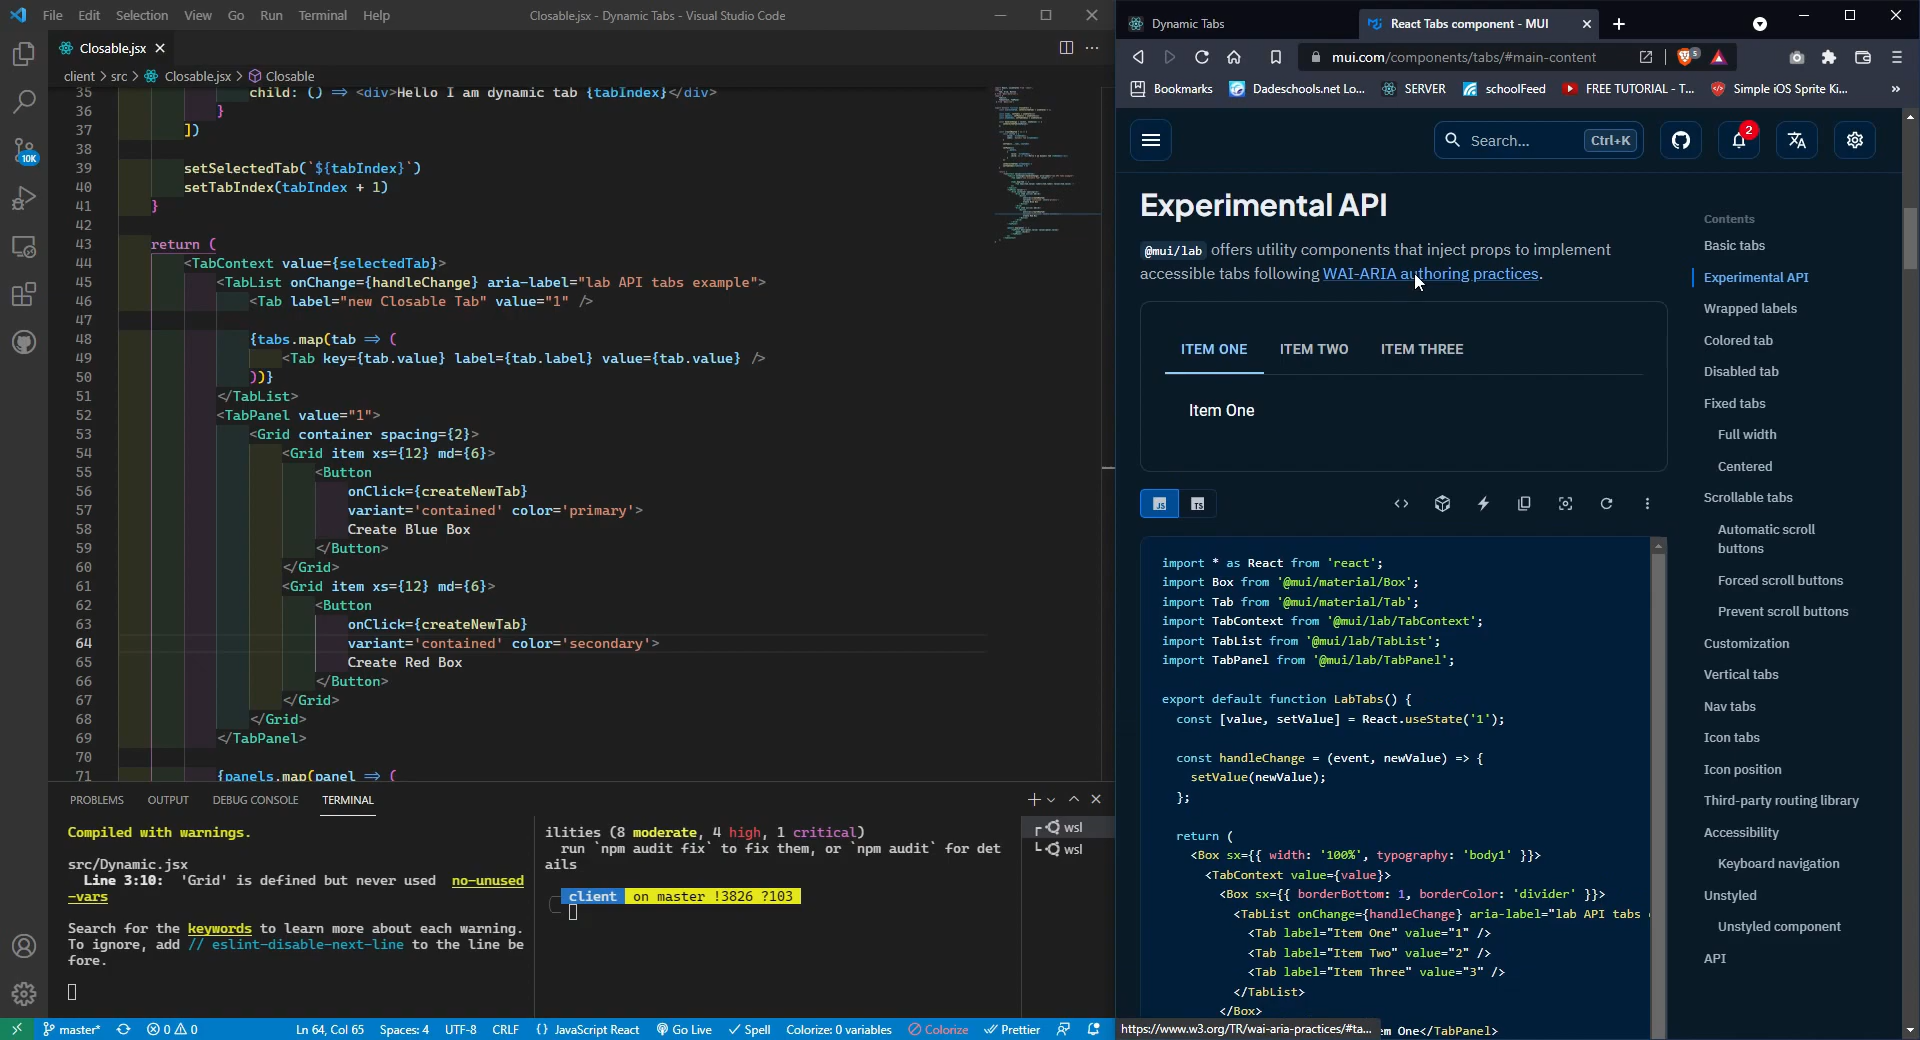 File Edit Selection View Go Run Terminal Help
Closable.jsx - Dynamic Tabs - Visual Studio Code
Closable.jsx
client > src > Closable.jsx > Closable
35 child: () => <div>Hello I am dynamic tab {tabIndex}</div>
36 }
37 ])
38
39 setSelectedTab(`${tabIndex}`)
40 setTabIndex(tabIndex + 1)
41 }
42
43 return (
44 <TabContext value={selectedTab}>
45 <TabList onChange={handleChange} aria-label="lab API tabs example">
46 <Tab label="new Closable Tab" value="1" />
47
48 {tabs.map(tab => (
49 <Tab key={tab.value} label={tab.label} value={tab.value} />
50 ))}
51 </TabList>
52 <TabPanel value="1">
53 <Grid container spacing={2}>
54 <Grid item xs={12} md={6}>
55 <Button
56 onClick={createNewTab}
57 variant='contained' color='primary'>
58 Create Blue Box
59 </Button>
60 </Grid>
61 <Grid item xs={12} md={6}>
62 <Button
63 onClick={createNewTab}
64 variant='contained' color='secondary'>
65 Create Red Box
66 </Button>
67 </Grid>
68 </Grid>
69 </TabPanel>
70
71 {panels.map(panel => (
10K
PROBLEMS OUTPUT DEBUG CONSOLE TERMINAL
Compiled with warnings.
src/Dynamic.jsx
Line 3:10: 'Grid' is defined but never used no-unused
-vars
Search for the keywords to learn more about each warning.
To ignore, add // eslint-disable-next-line to the line be
fore.
ilities (8 moderate, 4 high, 1 critical)
run `npm audit fix` to fix them, or `npm audit` for det
ails
client on master !3826 ?103
wsl
wsl
master* 0 0 Ln 64, Col 65 Spaces: 4 UTF-8 CRLF {} JavaScript React Go Live Spell Colorize: 0 variables Colorize Prettier
Dynamic Tabs
React Tabs component - MUI
mui.com/components/tabs/#main-content
5
Bookmarks Dadeschools.net Lo... SERVER schoolFeed FREE TUTORIAL - T... Simple iOS Sprite Ki... »
Search... Ctrl+K
2
Experimental API
@mui/lab offers utility components that inject props to implement
accessible tabs following WAI-ARIA authoring practices.
ITEM ONE ITEM TWO ITEM THREE
Item One
JS TS
import * as React from 'react';
import Box from '@mui/material/Box';
import Tab from '@mui/material/Tab';
import TabContext from '@mui/lab/TabContext';
import TabList from '@mui/lab/TabList';
import TabPanel from '@mui/lab/TabPanel';
export default function LabTabs() {
const [value, setValue] = React.useState('1');
const handleChange = (event, newValue) => {
setValue(newValue);
};
return (
<Box sx={{ width: '100%', typography: 'body1' }}>
<TabContext value={value}>
<Box sx={{ borderBottom: 1, borderColor: 'divider' }}>
<TabList onChange={handleChange} aria-label="lab API tabs
<Tab label="Item One" value="1" />
<Tab label="Item Two" value="2" />
<Tab label="Item Three" value="3" />
</TabList>
</Box>
em One</TabPanel>
https://www.w3.org/TR/wai-aria-practices/#ta...
Contents
Basic tabs
Experimental API
Wrapped labels
Colored tab
Disabled tab
Fixed tabs
Full width
Centered
Scrollable tabs
Automatic scroll
buttons
Forced scroll buttons
Prevent scroll buttons
Customization
Vertical tabs
Nav tabs
Icon tabs
Icon position
Third-party routing library
Accessibility
Keyboard navigation
Unstyled
Unstyled component
API